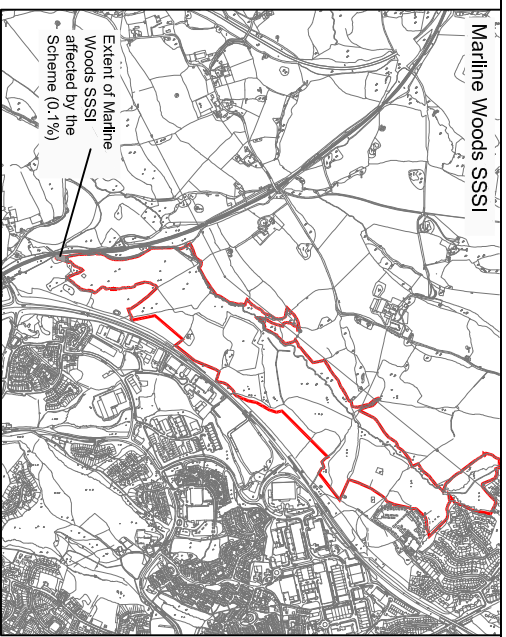 Marline Woods SSSI
Extent of Marline
Woods SSSI
affected by the
Scheme (0.1%)